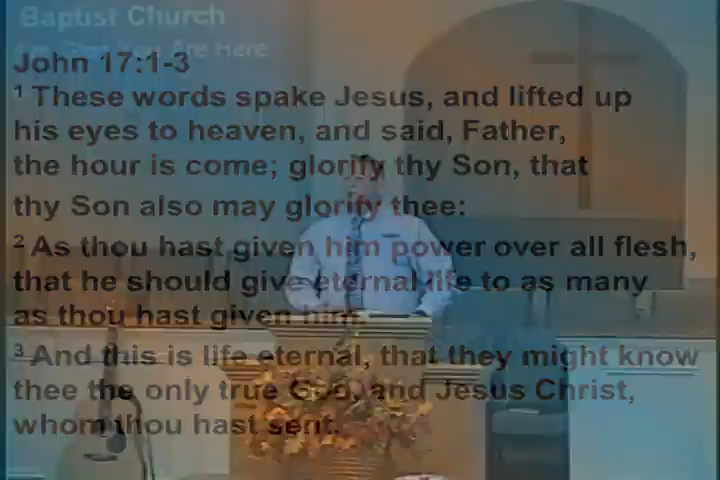 Baptist Church
You Are Here
John 17:1-3
1 These words spake Jesus, and lifted up
his eyes to heaven, and said, Father,
the hour is come; glorify thy Son, that
thy Son also may glorify thee:
2 As thou hast given him power over all flesh,
that he should give eternal life to as many
as thou hast given him.
3 And this is life eternal, that they might know
thee the only true God, and Jesus Christ,
whom thou hast sent.